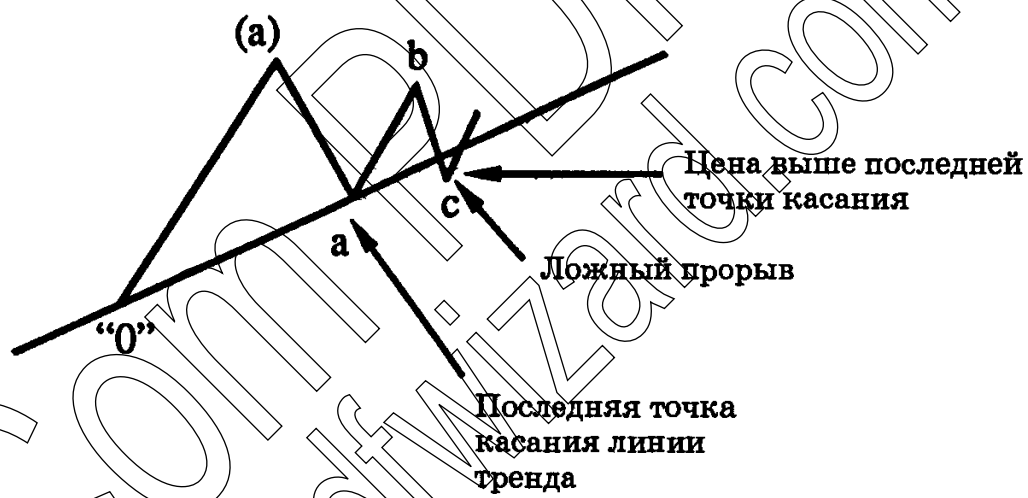 (a)
b
Цена выше последней
точки касания
c
a
Ложный прорыв
“0”
Последняя точка
касания линии
тренда